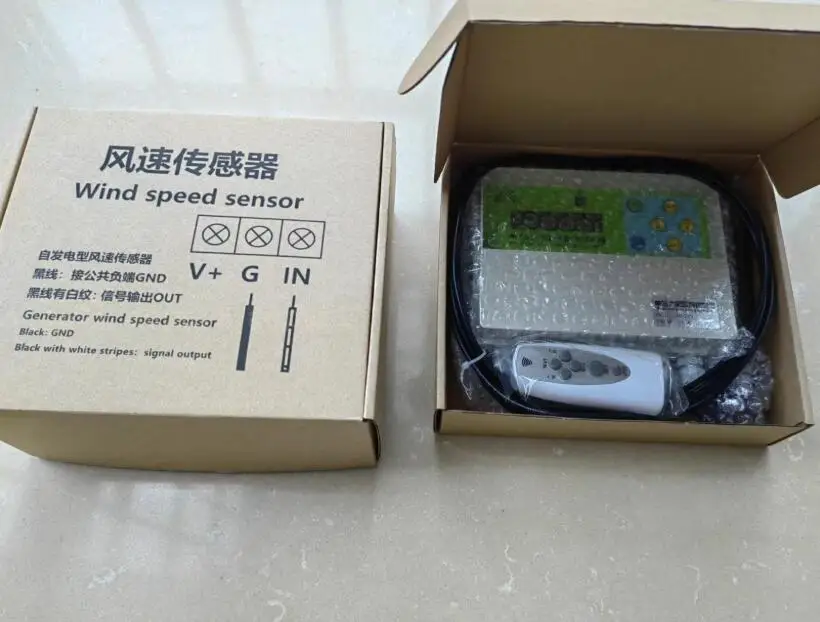 风速传感器
Wind speed sensor
自发电型风速传感器
黑线：接公共负端GND
黑线有白纹：信号输出OUT
V+ G IN
Generator wind speed sensor
Black: GND
Black with white stripes: signal output